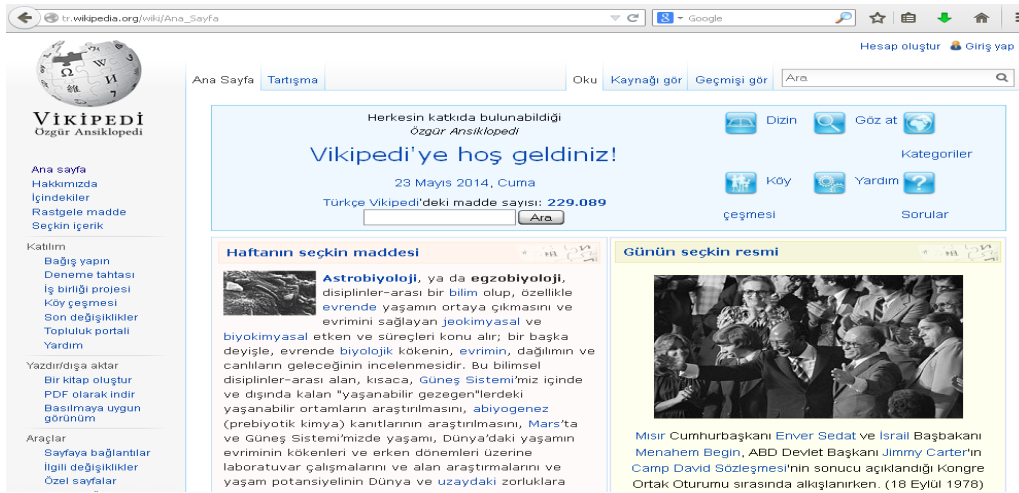 tr.wikipedia.org/wiki/Ana_Sayfa
Google
Hesap oluştur Giriş yap
Ana Sayfa Tartışma Oku Kaynağı gör Geçmişi gör Ara
VİKİPEDİ
Özgür Ansiklopedi
Ana sayfa
Hakkımızda
İçindekiler
Rastgele madde
Seçkin içerik
Katılım
Bağış yapın
Deneme tahtası
İş birliği projesi
Köy çeşmesi
Son değişiklikler
Topluluk portali
Yardım
Yazdır/dışa aktar
Bir kitap oluştur
PDF olarak indir
Basılmaya uygun
görünüm
Araçlar
Sayfaya bağlantılar
İlgili değişiklikler
Özel sayfalar
Herkesin katkıda bulunabildiği
Özgür Ansiklopedi
Vikipedi'ye hoş geldiniz!
23 Mayıs 2014, Cuma
Türkçe Vikipedi'deki madde sayısı: 229.089
Ara
Dizin Göz at
Kategoriler
Köy Yardım
çeşmesi Sorular
Haftanın seçkin maddesi
Astrobiyoloji, ya da egzobiyoloji,
disiplinler-arası bir bilim olup, özellikle
evrende yaşamın ortaya çıkmasını ve
evrimini sağlayan jeokimyasal ve
biyokimyasal etken ve süreçleri konu alır; bir başka
deyişle, evrende biyolojik kökenin, evrimin, dağılımın ve
canlıların geleceğinin incelenmesidir. Bu bilimsel
disiplinler-arası alan, kısaca, Güneş Sistemi'miz içinde
ve dışında kalan "yaşanabilir gezegen"lerdeki
yaşanabilir ortamların araştırılmasını, abiyogenez
(prebiyotik kimya) kanıtlarının araştırılmasını, Mars'ta
ve Güneş Sistemi'mizde yaşamı, Dünya'daki yaşamın
evriminin kökenleri ve erken dönemleri üzerine
laboratuvar çalışmalarını ve alan araştırmalarını ve
yaşam potansiyelinin Dünya ve uzaydaki zorluklara
Günün seçkin resmi
Mısır Cumhurbaşkanı Enver Sedat ve İsrail Başbakanı
Menahem Begin, ABD Devlet Başkanı Jimmy Carter'ın
Camp David Sözleşmesi'nin sonucu açıklandığı Kongre
Ortak Oturumu sırasında alkışlanırken. (18 Eylül 1978)